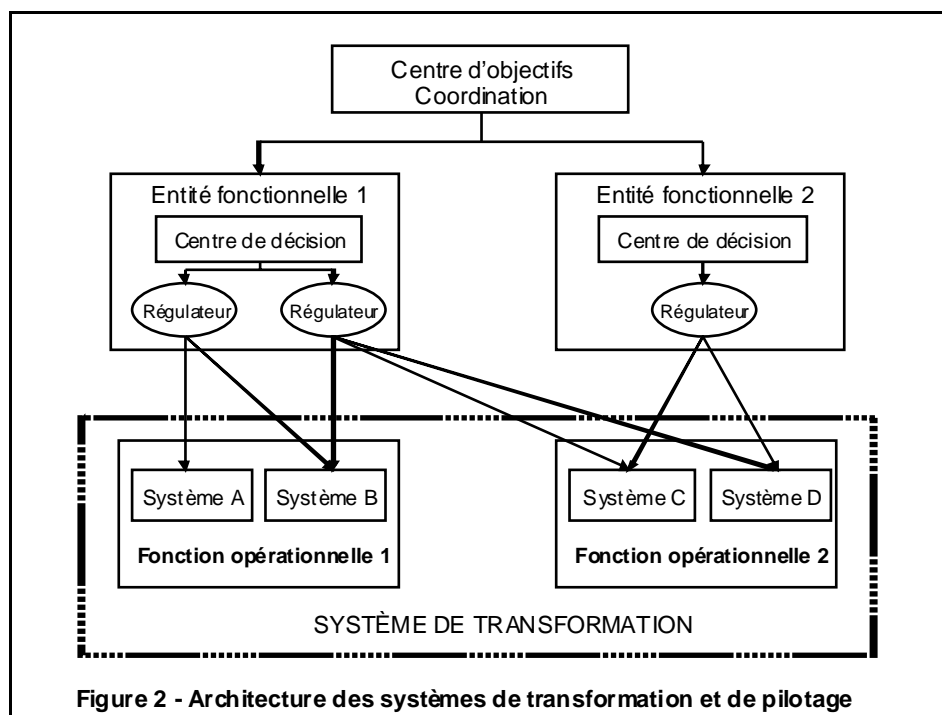 Centre d'objectifs
Coordination
Entité fonctionnelle 1
Entité fonctionnelle 2
Centre de décision
Centre de décision
Régulateur
Régulateur
Régulateur
Système A
Système B
Système C
Système D
Fonction opérationnelle 1
Fonction opérationnelle 2
SYSTÈME DE TRANSFORMATION
Figure 2 - Architecture des systèmes de transformation et de pilotage